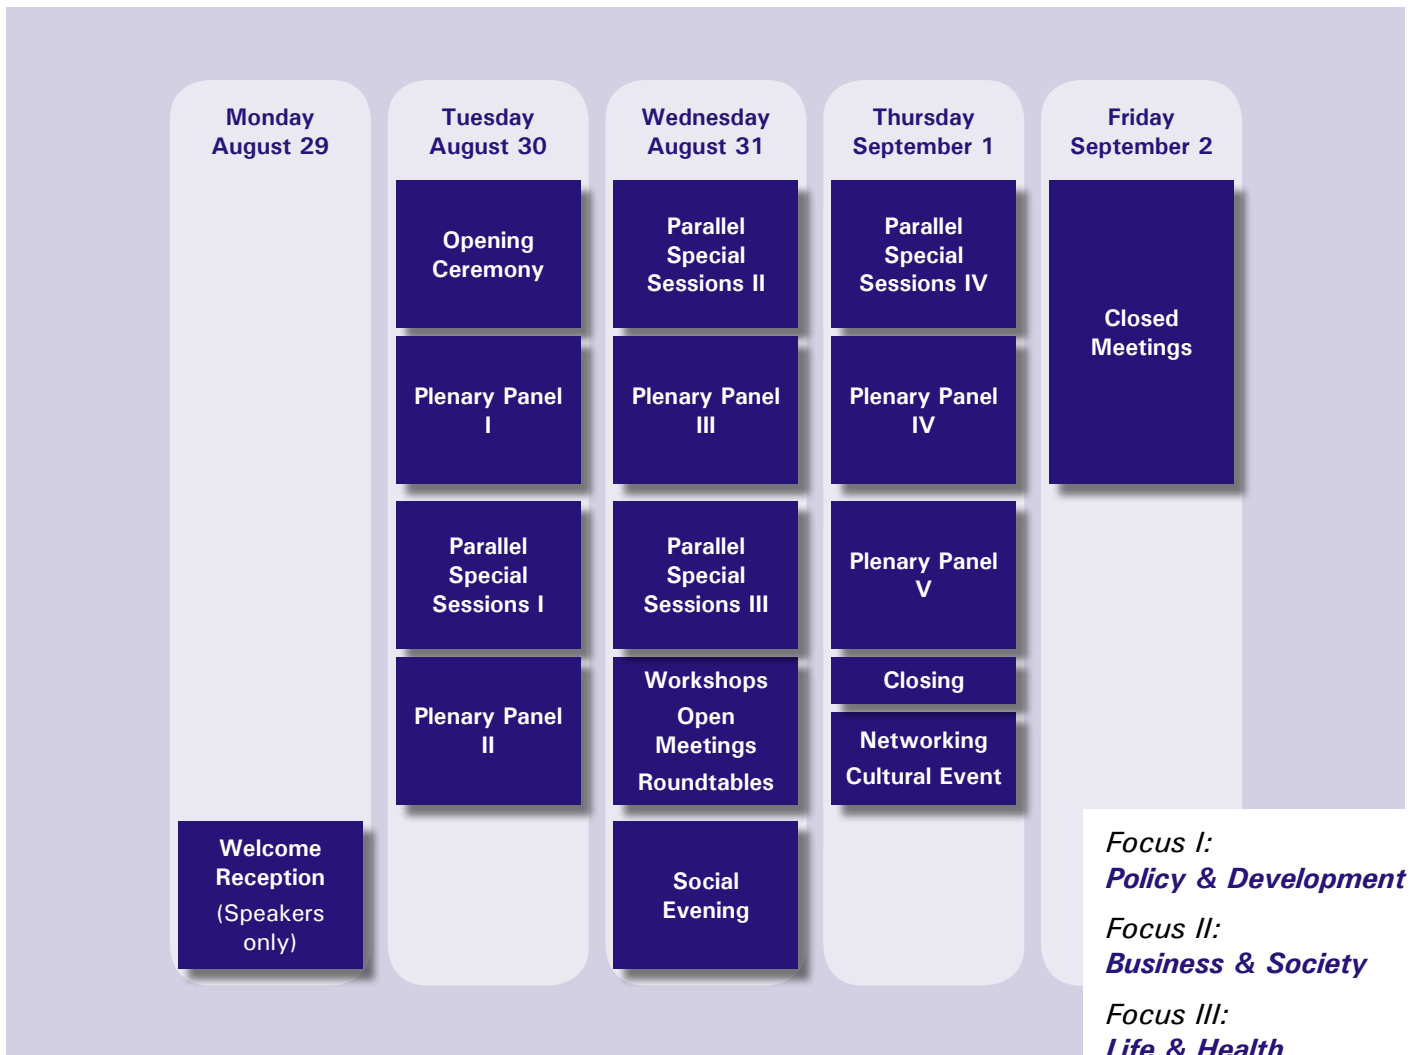 Monday
August 29
Welcome
Reception
(Speakers
only)
Tuesday
August 30
Opening
Ceremony
Plenary Panel
I
Parallel
Special
Sessions I
Plenary Panel
II
Wednesday
August 31
Parallel
Special
Sessions II
Plenary Panel
III
Parallel
Special
Sessions III
Workshops
Open
Meetings
Roundtables
Social
Evening
Thursday
September 1
Parallel
Special
Sessions IV
Plenary Panel
IV
Plenary Panel
V
Closing
Networking
Cultural Event
Friday
September 2
Closed
Meetings
Focus I:
Policy & Development
Focus II:
Business & Society
Focus III:
Life & Health